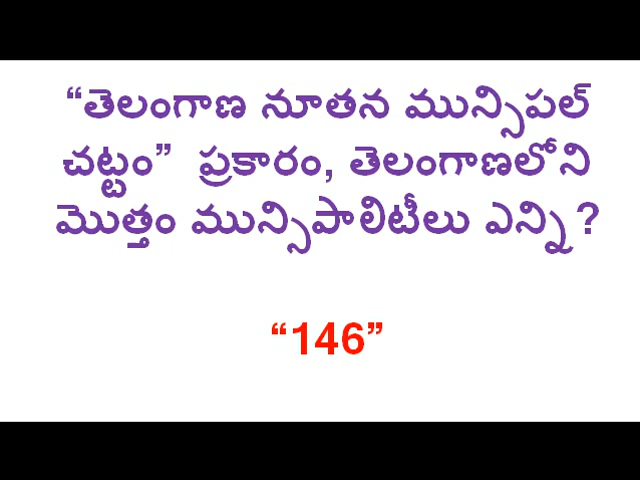 “తెలంగాణ నూతన మున్సిపల్
చట్టం” ప్రకారం, తెలంగాణలోని
మొత్తం మున్సిపాలిటీలు ఎన్ని?
“146”